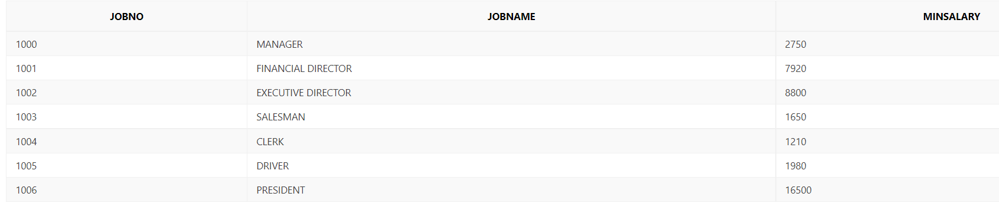 JOBNO JOBNAME MINSALARY
1000 MANAGER 2750
1001 FINANCIAL DIRECTOR 7920
1002 EXECUTIVE DIRECTOR 8800
1003 SALESMAN 1650
1004 CLERK 1210
1005 DRIVER 1980
1006 PRESIDENT 16500